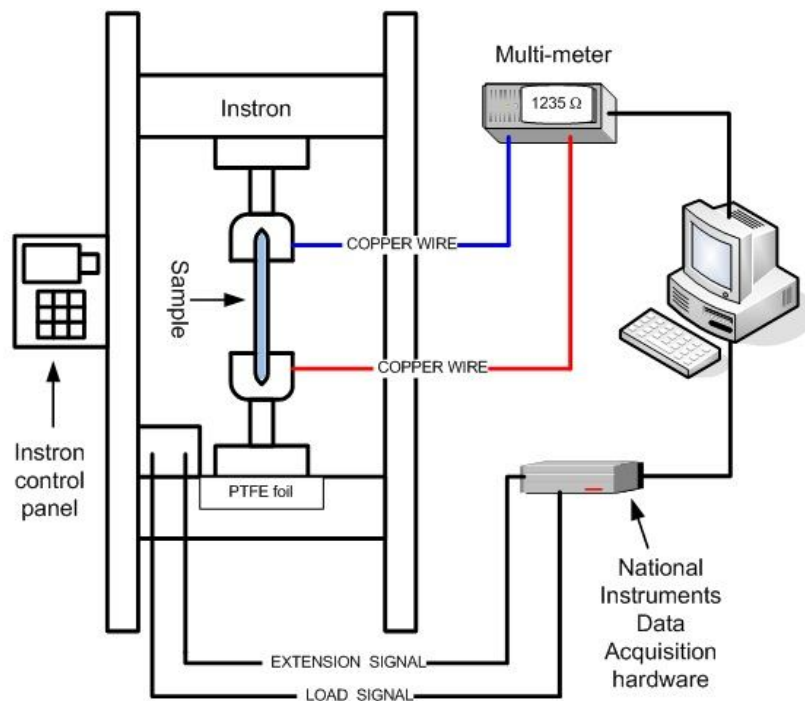 Multi-meter
Instron
1235 Ω
COPPER WIRE
Sample
COPPER WIRE
Instron
control
panel
PTFE foil
National
Instruments
Data
Acquisition
hardware
EXTENSION SIGNAL
LOAD SIGNAL